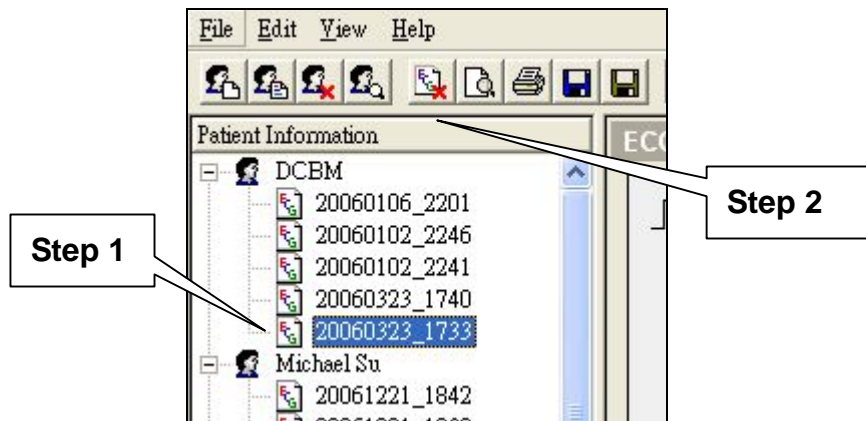 File Edit View Help
Patient Information
ECG
DCBM
20060106_2201
20060102_2246
20060102_2241
20060323_1740
20060323_1733
Michael Su
20061221_1842
Step 1
Step 2